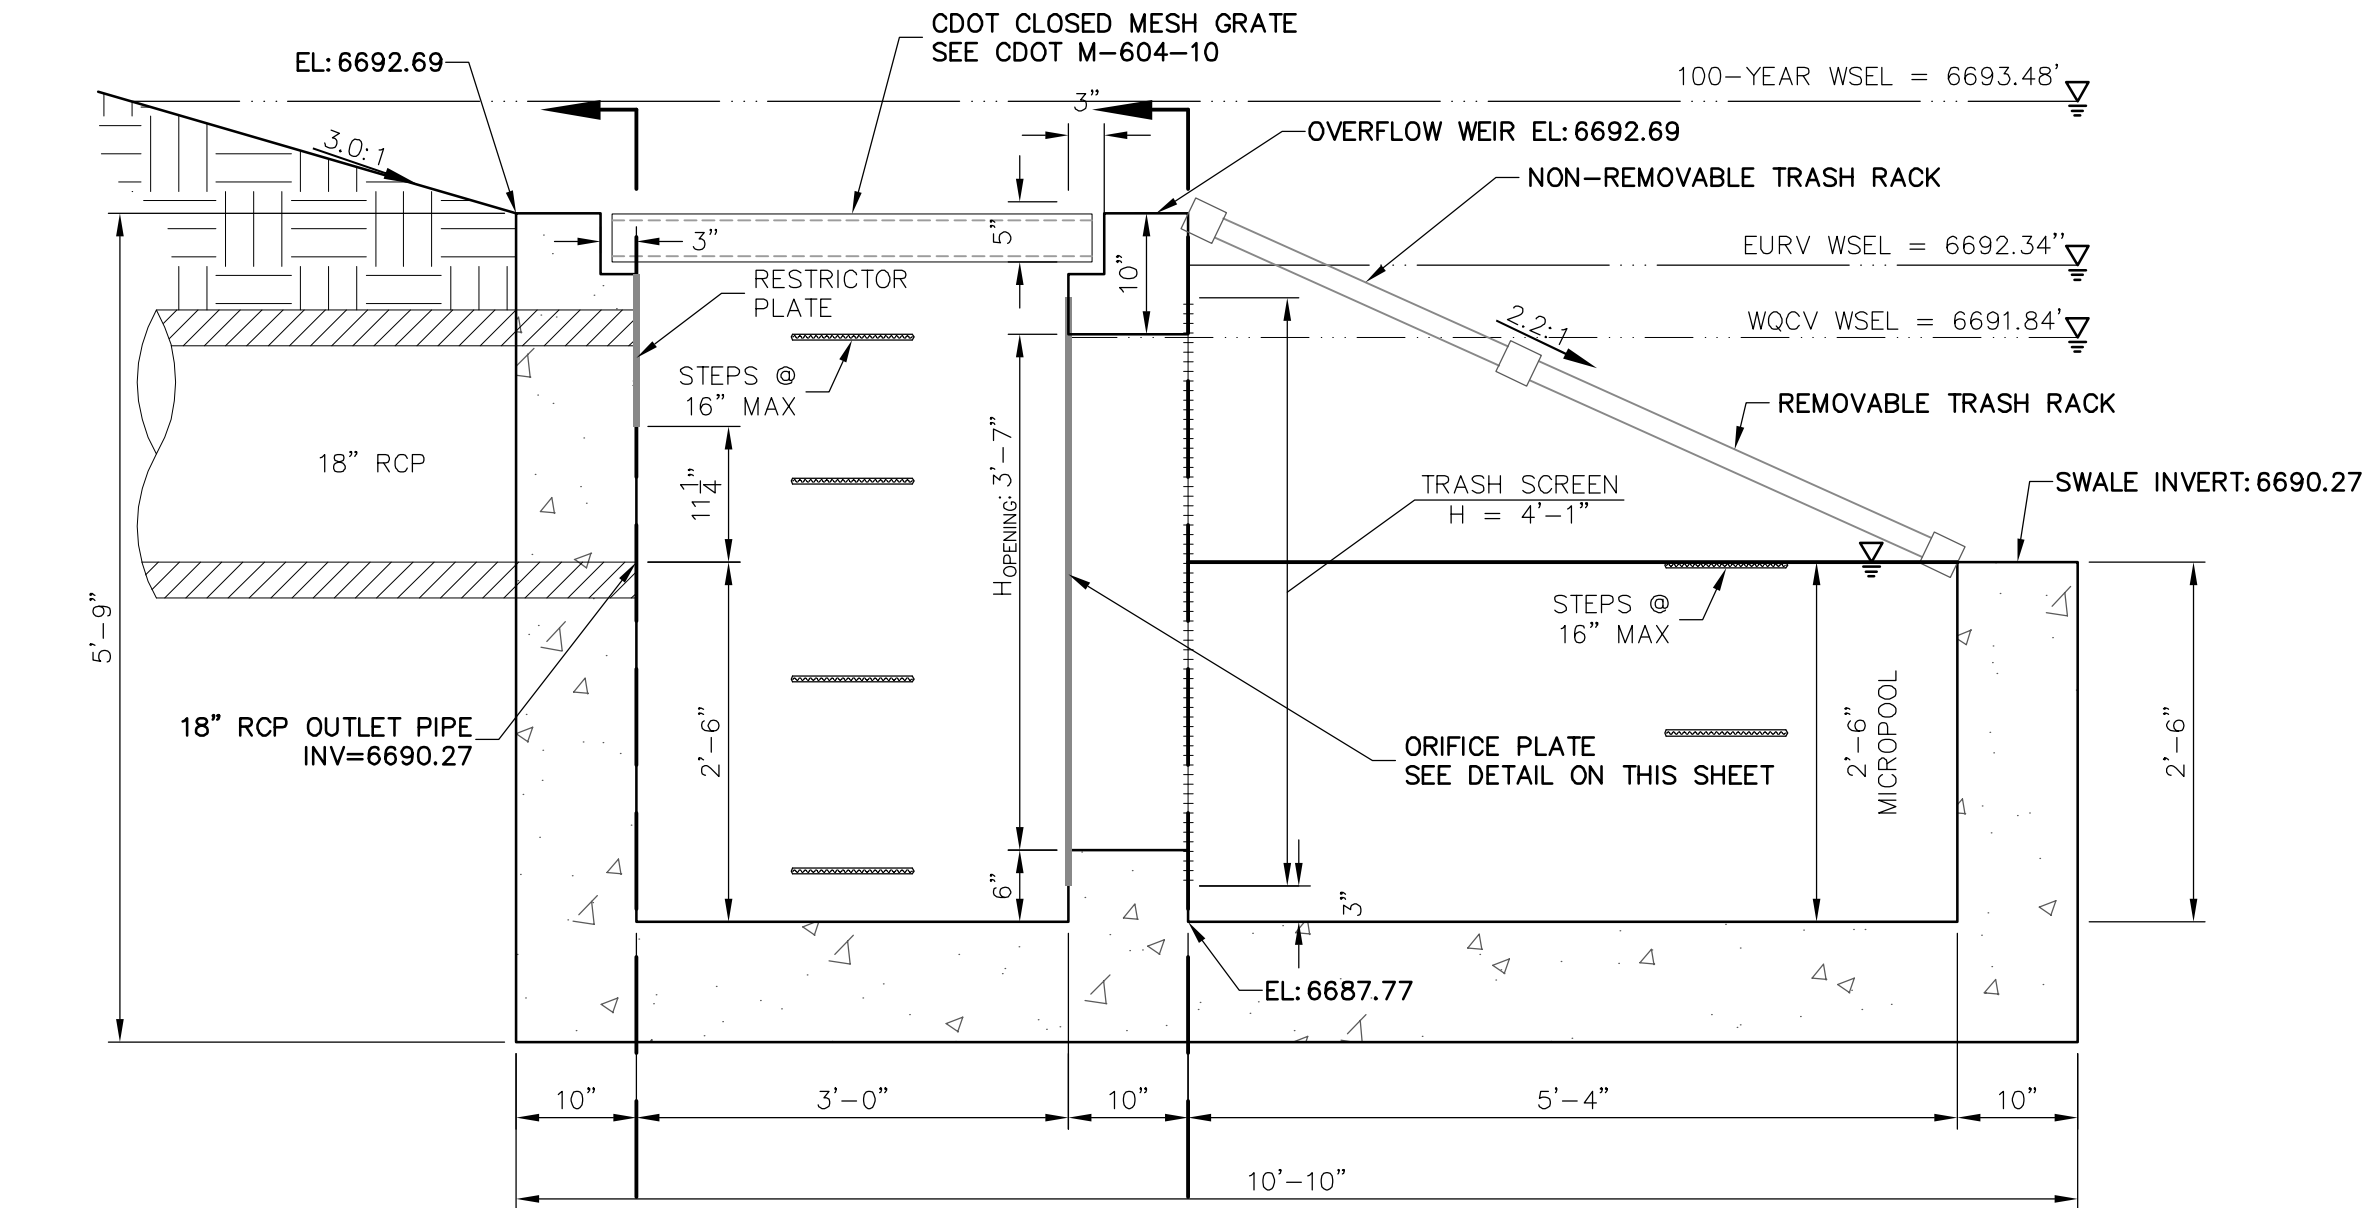 CDOT CLOSED MESH GRATE
SEE CDOT M-604-10
EL: 6692.69
100-YEAR WSEL = 6693.48'
3"
OVERFLOW WEIR EL: 6692.69
3.0:1
NON-REMOVABLE TRASH RACK
3"
5"
10"
EURV WSEL = 6692.34"
RESTRICTOR
PLATE
2.2:1
WQCV WSEL = 6691.84'
STEPS @
16" MAX
REMOVABLE TRASH RACK
18" RCP
11 1/4"
HOPENING: 3'-7"
TRASH SCREEN
H = 4'-1"
SWALE INVERT: 6690.27
5'-9"
STEPS @
16" MAX
18" RCP OUTLET PIPE
INV=6690.27
2'-6"
ORIFICE PLATE
SEE DETAIL ON THIS SHEET
2'-6"
MICROPOOL
2'-6"
6"
3"
EL: 6687.77
10"
3'-0"
10"
5'-4"
10"
10'-10"